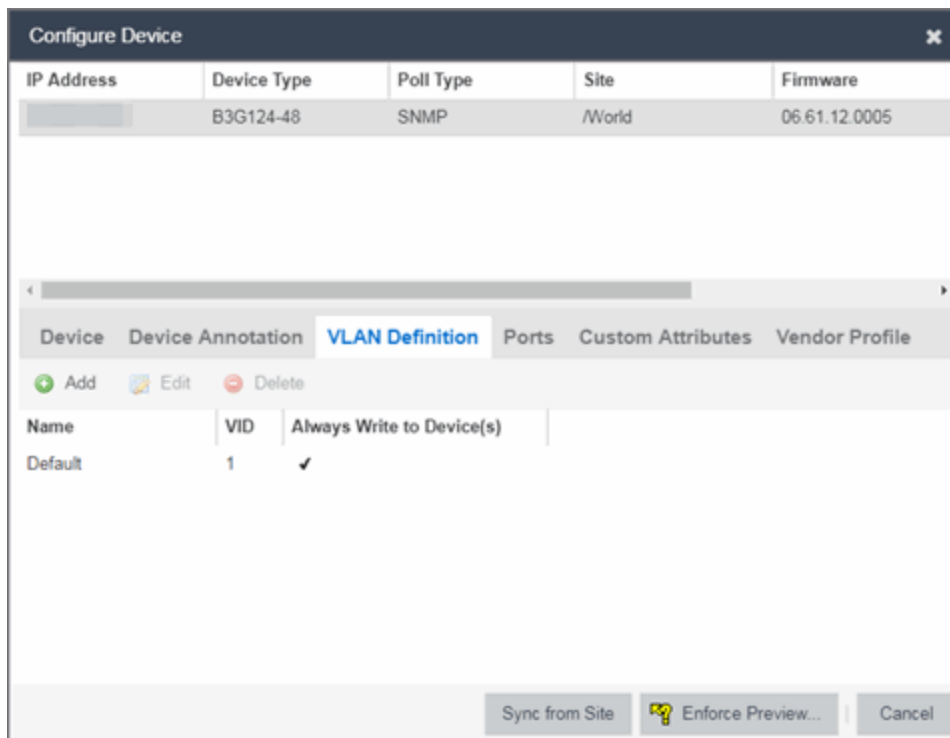 Configure Device
IP Address Device Type Poll Type Site Firmware
B3G124-48 SNMP /World 06.61.12.0005
Device Device Annotation VLAN Definition Ports Custom Attributes Vendor Profile
Add Edit Delete
Name VID Always Write to Device(s)
Default 1 ✔
Sync from Site Enforce Preview... Cancel